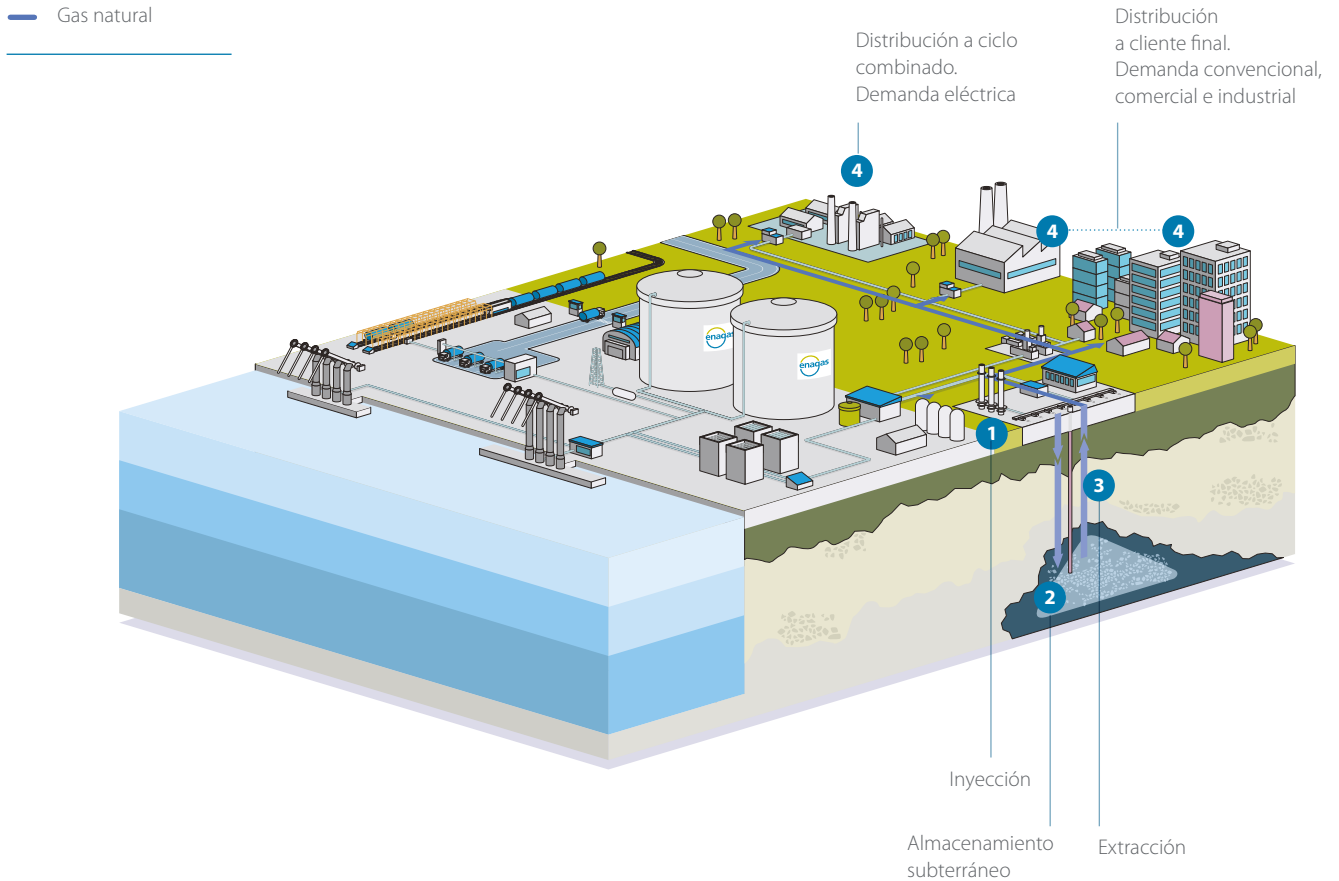 Gas natural
Distribución a ciclo
combinado.
Demanda eléctrica
Distribución
a cliente final.
Demanda convencional,
comercial e industrial
4
4
4
enagas
enagas
1
3
2
Inyección
Almacenamiento
subterráneo
Extracción